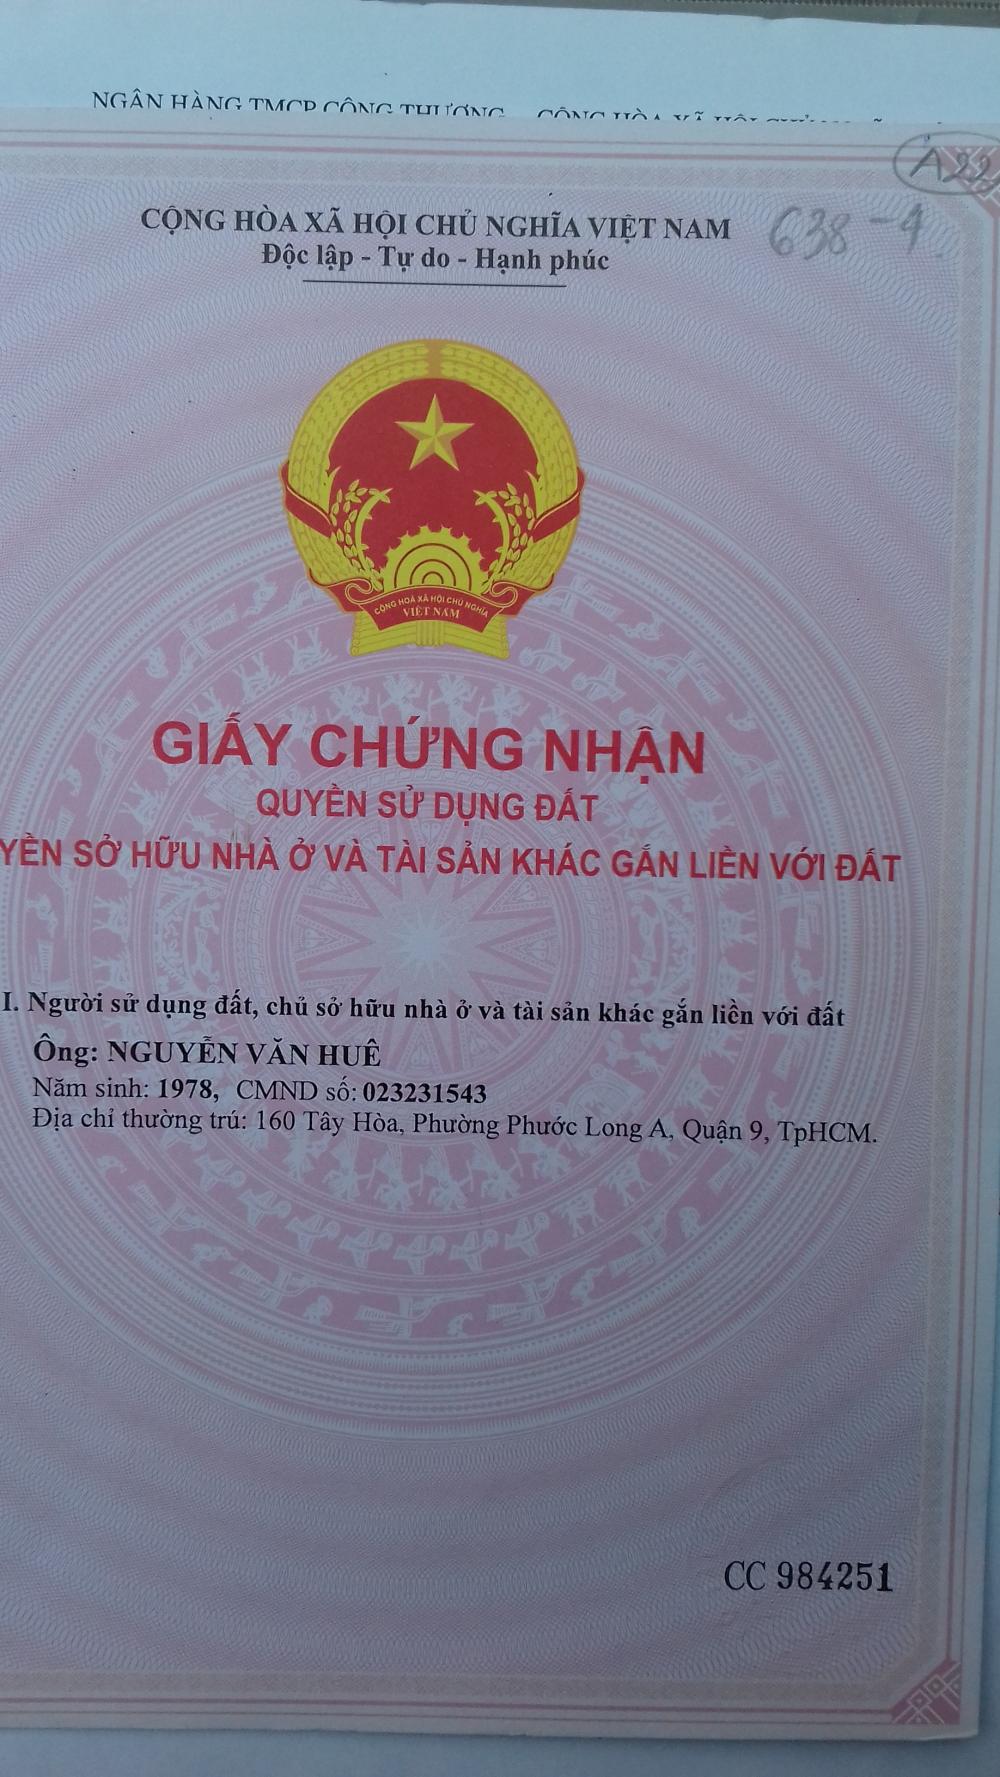 NGÂN HÀNG TMCP CÔNG THƯƠNG CỘNG HÒA XÃ HỘI
A22
CỘNG HÒA XÃ HỘI CHỦ NGHĨA VIỆT NAM
638-4
Độc lập - Tự do - Hạnh phúc
CỘNG HOÀ XÃ HỘI CHỦ NGHĨA
VIỆT NAM
GIẤY CHỨNG NHẬN
QUYỀN SỬ DỤNG ĐẤT
YỀN SỞ HỮU NHÀ Ở VÀ TÀI SẢN KHÁC GẮN LIỀN VỚI ĐẤT
I. Người sử dụng đất, chủ sở hữu nhà ở và tài sản khác gắn liền với đất
Ông: NGUYỄN VĂN HUÊ
Năm sinh: 1978, CMND số: 023231543
Địa chỉ thường trú: 160 Tây Hòa, Phường Phước Long A, Quận 9, TpHCM.
CC 984251